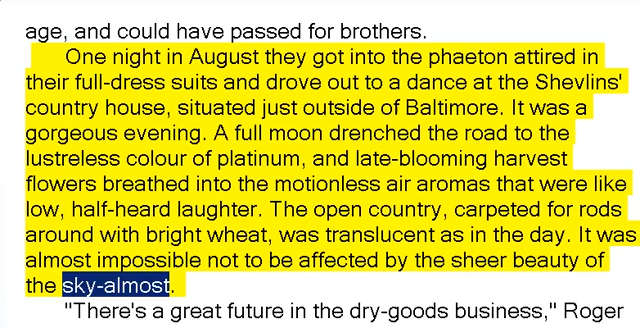 age, and could have passed for brothers.
One night in August they got into the phaeton attired in
their full-dress suits and drove out to a dance at the Shevlins'
country house, situated just outside of Baltimore. It was a
gorgeous evening. A full moon drenched the road to the
lustreless colour of platinum, and late-blooming harvest
flowers breathed into the motionless air aromas that were like
low, half-heard laughter. The open country, carpeted for rods
around with bright wheat, was translucent as in the day. It was
almost impossible not to be affected by the sheer beauty of
the sky-almost.
"There's a great future in the dry-goods business," Roger